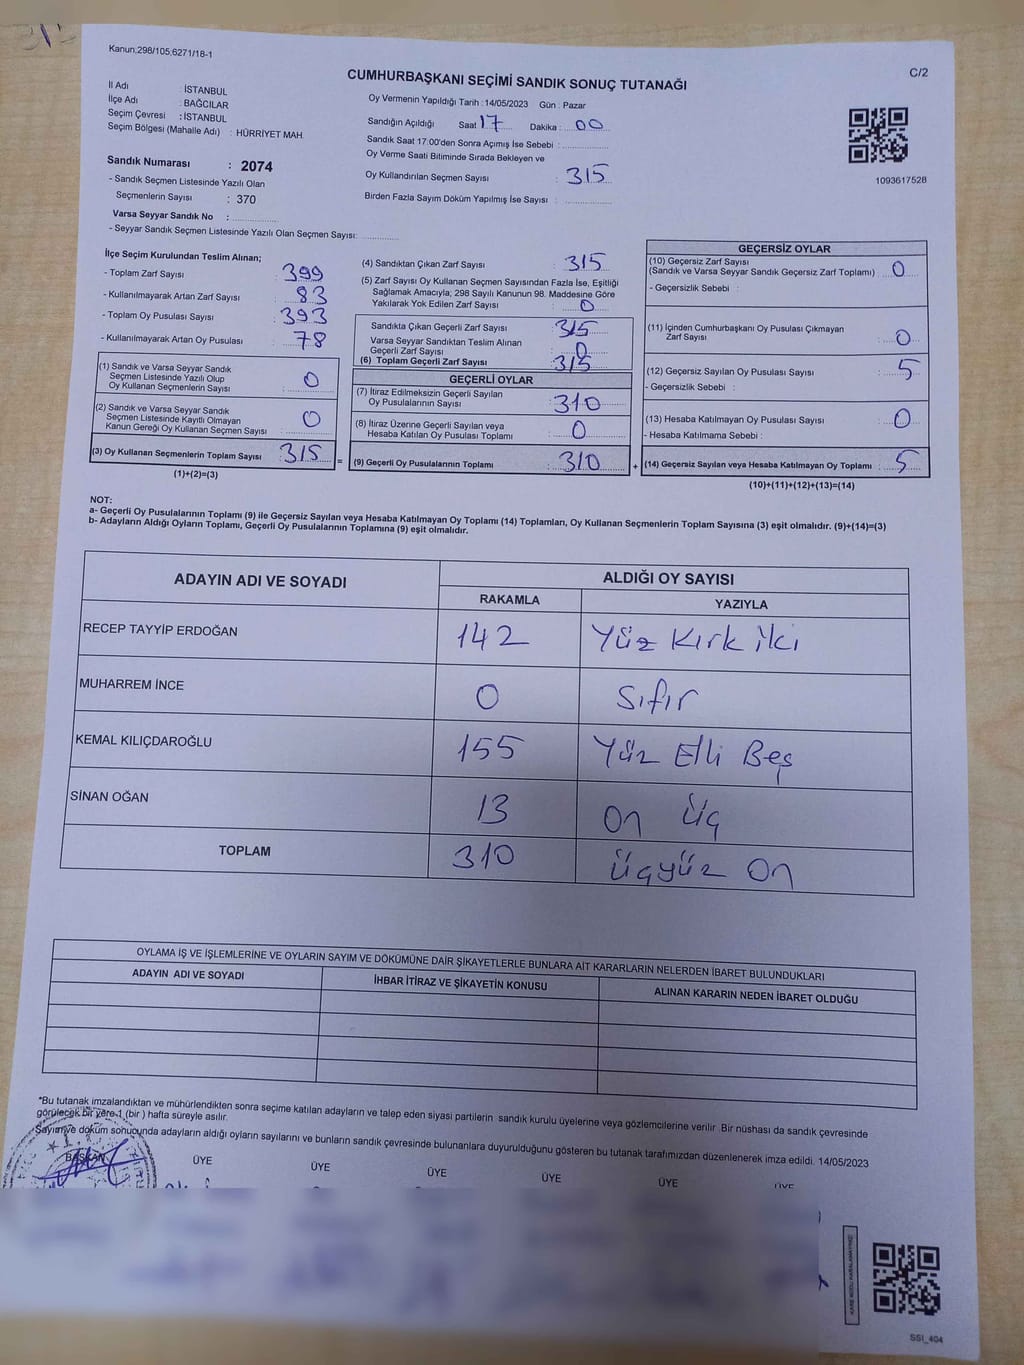 313
Kanun.298/105,6271/18-1
C/2
CUMHURBAŞKANI SEÇİMİ SANDIK SONUÇ TUTANAĞI
İl Adı : İSTANBUL
İlçe Adı : BAĞCILAR
Seçim Çevresi : İSTANBUL
Seçim Bölgesi (Mahalle Adı) : HÜRRİYET MAH.
Sandık Numarası : 2074
- Sandık Seçmen Listesinde Yazılı Olan
Seçmenlerin Sayısı : 370
Varsa Seyyar Sandık No :
- Seyyar Sandık Seçmen Listesinde Yazılı Olan Seçmen Sayısı:
Oy Vermenin Yapıldığı Tarih : 14/05/2023 Gün : Pazar
Sandığın Açıldığı Saat 17 Dakika : 00
Sandık Saat 17:00'den Sonra Açımış İse Sebebi :
Oy Verme Saati Bitiminde Sırada Bekleyen ve
Oy Kullandırılan Seçmen Sayısı : 315
Birden Fazla Sayım Döküm Yapılmış İse Sayısı :
1093617528
İlçe Seçim Kurulundan Teslim Alınan;
- Toplam Zarf Sayısı : 399
- Kullanılmayarak Artan Zarf Sayısı : 83
- Toplam Oy Pusulası Sayısı : 393
- Kullanılmayarak Artan Oy Pusulası : 78
(1) Sandık ve Varsa Seyyar Sandık
Seçmen Listesinde Yazılı Olup
Oy Kullanan Seçmenlerin Sayısı : 0
(2) Sandık ve Varsa Seyyar Sandık
Seçmen Listesinde Kayıtlı Olmayan
Kanun Gereği Oy Kullanan Seçmen Sayısı : 0
(3) Oy Kullanan Seçmenlerin Toplam Sayısı : 315
(1)+(2)=(3)
=
(4) Sandıktan Çıkan Zarf Sayısı : 315
(5) Zarf Sayısı Oy Kullanan Seçmen Sayısından Fazla İse, Eşitliği
Sağlamak Amacıyla; 298 Sayılı Kanunun 98. Maddesine Göre
Yakılarak Yok Edilen Zarf Sayısı : 0
Sandıkta Çıkan Geçerli Zarf Sayısı : 315
Varsa Seyyar Sandıktan Teslim Alınan
Geçerli Zarf Sayısı : 0
(6) Toplam Geçerli Zarf Sayısı : 315
GEÇERLİ OYLAR
(7) İtiraz Edilmeksizin Geçerli Sayılan
Oy Pusulalarının Sayısı : 310
(8) İtiraz Üzerine Geçerli Sayılan veya
Hesaba Katılan Oy Pusulası Toplamı : 0
(9) Geçerli Oy Pusulalarının Toplamı : 310
+
GEÇERSİZ OYLAR
(10) Geçersiz Zarf Sayısı
(Sandık ve Varsa Seyyar Sandık Geçersiz Zarf Toplamı) : 0
- Geçersizlik Sebebi :
(11) İçinden Cumhurbaşkanı Oy Pusulası Çıkmayan
Zarf Sayısı : 0
(12) Geçersiz Sayılan Oy Pusulası Sayısı : 5
- Geçersizlik Sebebi :
(13) Hesaba Katılmayan Oy Pusulası Sayısı : 0
- Hesaba Katılmama Sebebi :
(14) Geçersiz Sayılan veya Hesaba Katılmayan Oy Toplamı : 5
(10)+(11)+(12)+(13)=(14)
NOT:
a- Geçerli Oy Pusulalarının Toplamı (9) ile Geçersiz Sayılan veya Hesaba Katılmayan Oy Toplamı (14) Toplamları, Oy Kullanan Seçmenlerin Toplam Sayısına (3) eşit olmalıdır. (9)+(14)=(3)
b- Adayların Aldığı Oyların Toplamı, Geçerli Oy Pusulalarının Toplamına (9) eşit olmalıdır.
ADAYIN ADI VE SOYADI ALDIĞI OY SAYISI
RAKAMLA YAZIYLA
RECEP TAYYİP ERDOĞAN 142 Yüz Kırk iki
MUHARREM İNCE 0 Sıfır
KEMAL KILIÇDAROĞLU 155 Yüz Elli Beş
SİNAN OĞAN 13 On Üç
TOPLAM 310 Üçyüz On
OYLAMA İŞ VE İŞLEMLERİNE VE OYLARIN SAYIM VE DÖKÜMÜNE DAİR ŞİKAYETLERLE BUNLARA AİT KARARLARIN NELERDEN İBARET BULUNDUKLARI
ADAYIN ADI VE SOYADI İHBAR İTİRAZ VE ŞİKAYETİN KONUSU ALINAN KARARIN NEDEN İBARET OLDUĞU
*Bu tutanak imzalandıktan ve mühürlendikten sonra seçime katılan adayların ve talep eden siyasi partilerin sandık kurulu üyelerine veya gözlemcilerine verilir. Bir nüshası da sandık çevresinde
görülecek bir yere 1 (bir ) hafta süreyle asılır.
Sayım ve döküm sonucunda adayların aldığı oyların sayılarını ve bunların sandık çevresinde bulunanlara duyurulduğunu gösteren bu tutanak tarafımızdan düzenlenerek imza edildi. 14/05/2023
BAŞKAN ÜYE ÜYE ÜYE ÜYE ÜYE ÜYE
SSI_404